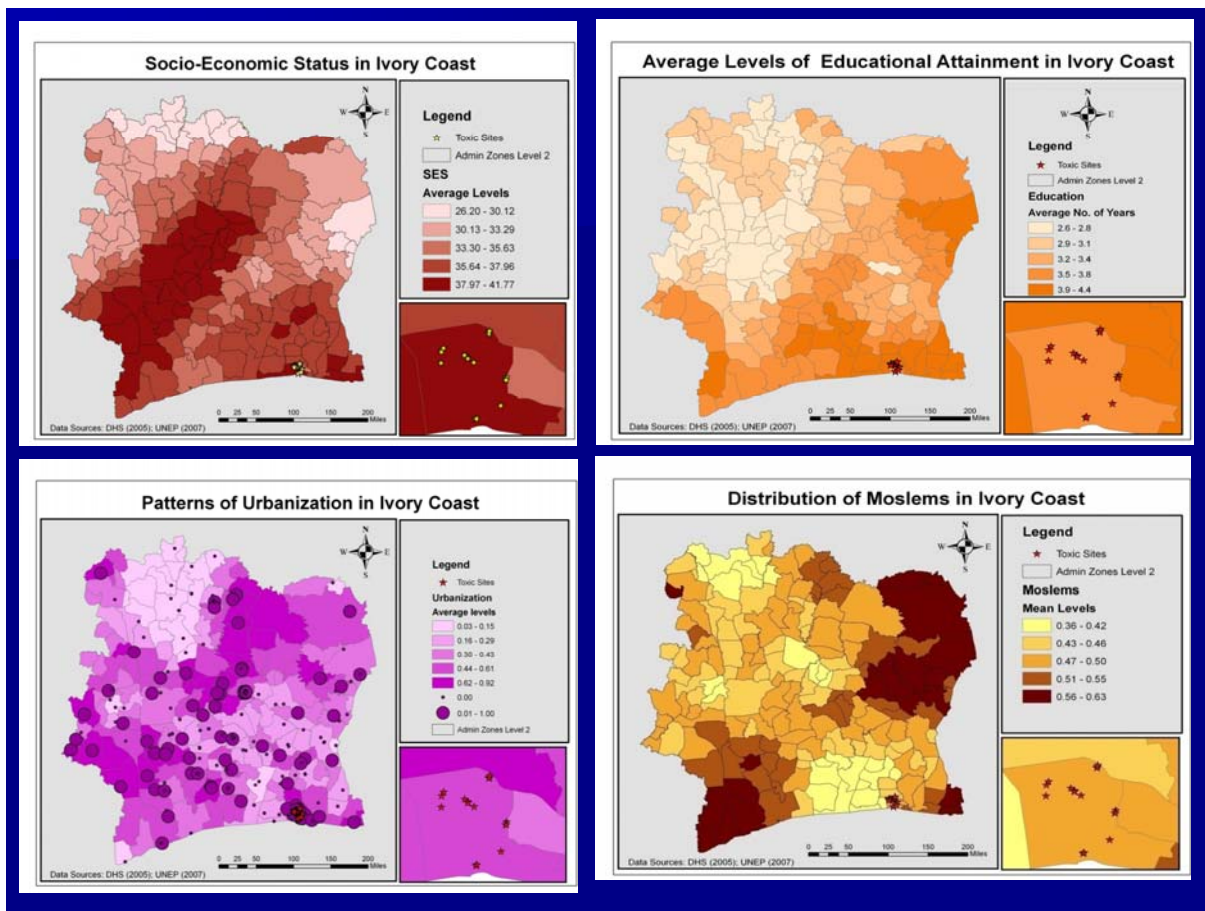 Socio-Economic Status in Ivory Coast
N
W E
S
Legend
Toxic Sites
Admin Zones Level 2
SES
Average Levels
26.20 - 30.12
30.13 - 33.29
33.30 - 35.63
35.64 - 37.96
37.97 - 41.77
0 25 50 100 150 200
Miles
Data Sources: DHS (2005); UNEP (2007)
Average Levels of Educational Attainment in Ivory Coast
N
W E
S
Legend
Toxic Sites
Admin Zones Level 2
Education
Average No. of Years
2.6 - 2.8
2.9 - 3.1
3.2 - 3.4
3.5 - 3.8
3.9 - 4.4
0 25 50 100 150 200
Miles
Data Sources: DHS (2005); UNEP (2007)
Patterns of Urbanization in Ivory Coast
N
W E
S
Legend
Toxic Sites
Urbanization
Average levels
0.03 - 0.15
0.16 - 0.29
0.30 - 0.43
0.44 - 0.61
0.62 - 0.92
0.00
0.01 - 1.00
Admin Zones Level 2
0 25 50 100 150 200
Miles
Data Sources: DHS (2005); UNEP (2007)
Distribution of Moslems in Ivory Coast
N
W E
S
Legend
Toxic Sites
Admin Zones Level 2
Moslems
Mean Levels
0.36 - 0.42
0.43 - 0.46
0.47 - 0.50
0.51 - 0.55
0.56 - 0.63
0 25 50 100 150 200
Miles
Data Sources: DHS (2005); UNEP (2007)